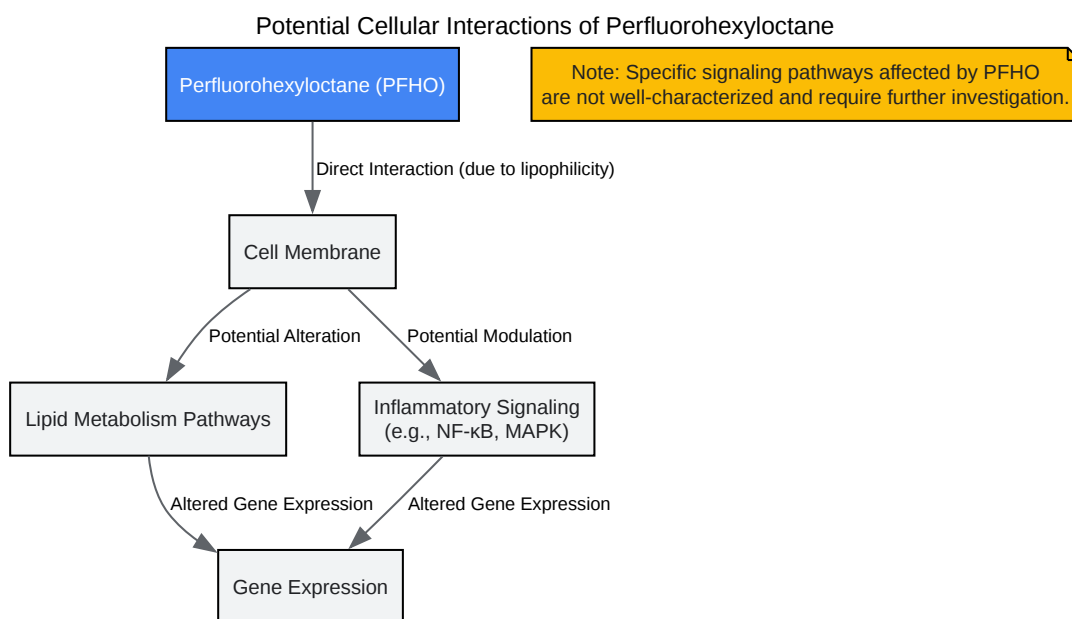 Potential Cellular Interactions of Perfluorohexyloctane
Perfluorohexyloctane (PFHO)
Note: Specific signaling pathways affected by PFHO
are not well-characterized and require further investigation.
Direct Interaction (due to lipophilicity)
Cell Membrane
Potential Alteration
Potential Modulation
Lipid Metabolism Pathways
Inflammatory Signaling
(e.g., NF-κB, MAPK)
Altered Gene Expression
Altered Gene Expression
Gene Expression